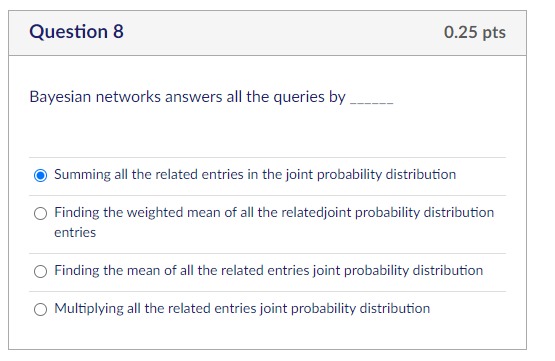 Question 8
0.25 pts
Bayesian networks answers all the queries by ______
Summing all the related entries in the joint probability distribution
Finding the weighted mean of all the relatedjoint probability distribution
entries
Finding the mean of all the related entries joint probability distribution
Multiplying all the related entries joint probability distribution